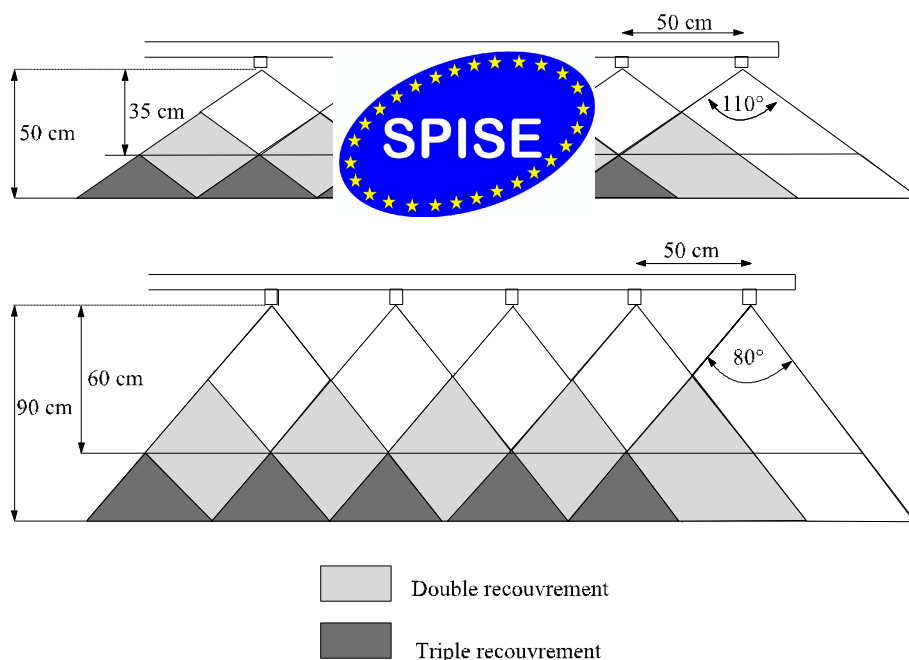 50 cm
35 cm
50 cm
110°
SPISE
50 cm
60 cm
90 cm
80°
Double recouvrement
Triple recouvrement